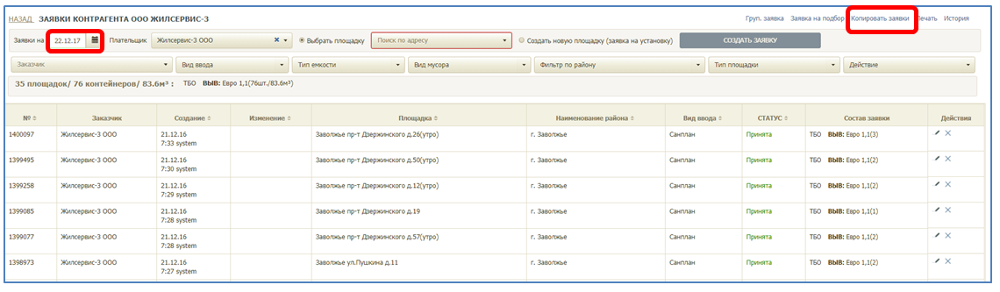 НАЗАД ЗАЯВКИ КОНТРАГЕНТА ООО ЖИЛСЕРВИС-3 Груп. заявка Заявка на подбор Копировать заявки Печать История
Заявки на 22.12.17 Плательщик Жилсервис-3 ООО Выбрать площадку Поиск по адресу Создать новую площадку (заявка на установку) СОЗДАТЬ ЗАЯВКУ
Заказчик Вид ввода Тип емкости Вид мусора Фильтр по району Тип площадки Действие
35 площадок/ 76 контейнеров/ 83.6м³ : ТБО ВЫВ: Евро 1,1(76шт./83.6м³)
№ Заказчик Создание Изменение Площадка Наименование района Вид ввода СТАТУС Состав заявки Действия
1400097 Жилсервис-3 ООО 21.12.16 Заволжье пр-т Дзержинского д.26(утро) г. Заволжье Санплан Принята ТБО ВЫВ: Евро 1,1(3)
7:33 system
1399495 Жилсервис-3 ООО 21.12.16 Заволжье пр-т Дзержинского д.50(утро) г. Заволжье Санплан Принята ТБО ВЫВ: Евро 1,1(2)
7:30 system
1399258 Жилсервис-3 ООО 21.12.16 Заволжье пр-т Дзержинского д.12(утро) г. Заволжье Санплан Принята ТБО ВЫВ: Евро 1,1(2)
7:29 system
1399085 Жилсервис-3 ООО 21.12.16 Заволжье пр-т Дзержинского д.19 г. Заволжье Санплан Принята ТБО ВЫВ: Евро 1,1(1)
7:28 system
1399077 Жилсервис-3 ООО 21.12.16 Заволжье пр-т Дзержинского д.57(утро) г. Заволжье Санплан Принята ТБО ВЫВ: Евро 1,1(2)
7:28 system
1398973 Жилсервис-3 ООО 21.12.16 Заволжье ул.Пушкина д.11 г. Заволжье Санплан Принята ТБО ВЫВ: Евро 1,1(2)
7:27 system